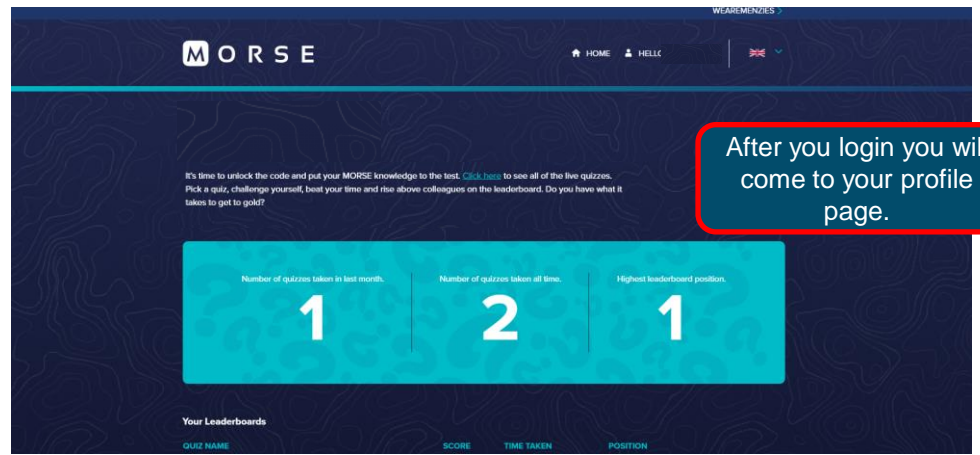 WEAREMENZIES >
MORSE
HOME HELLO
It's time to unlock the code and put your MORSE knowledge to the test. Click here to see all of the live quizzes.
Pick a quiz, challenge yourself, beat your time and rise above colleagues on the leaderboard. Do you have what it
takes to get to gold?
After you login you will
come to your profile
page.
Number of quizzes taken in last month. Number of quizzes taken all time. Highest leaderboard position.
1 2 1
Your Leaderboards
QUIZ NAME SCORE TIME TAKEN POSITION